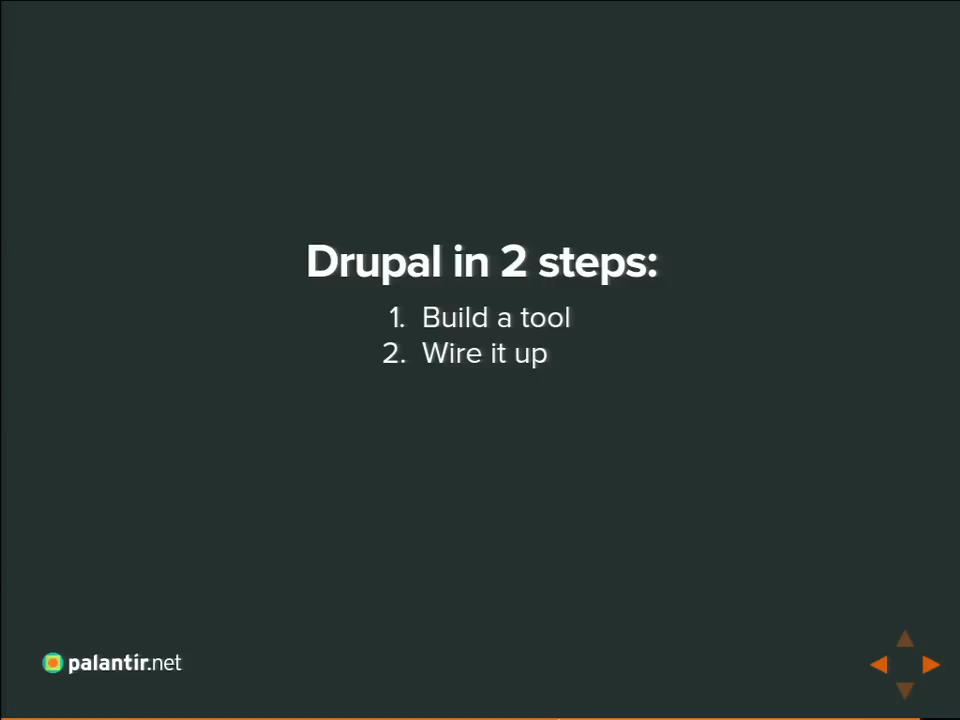 Drupal in 2 steps:
1. Build a tool
2. Wire it up
palantir.net